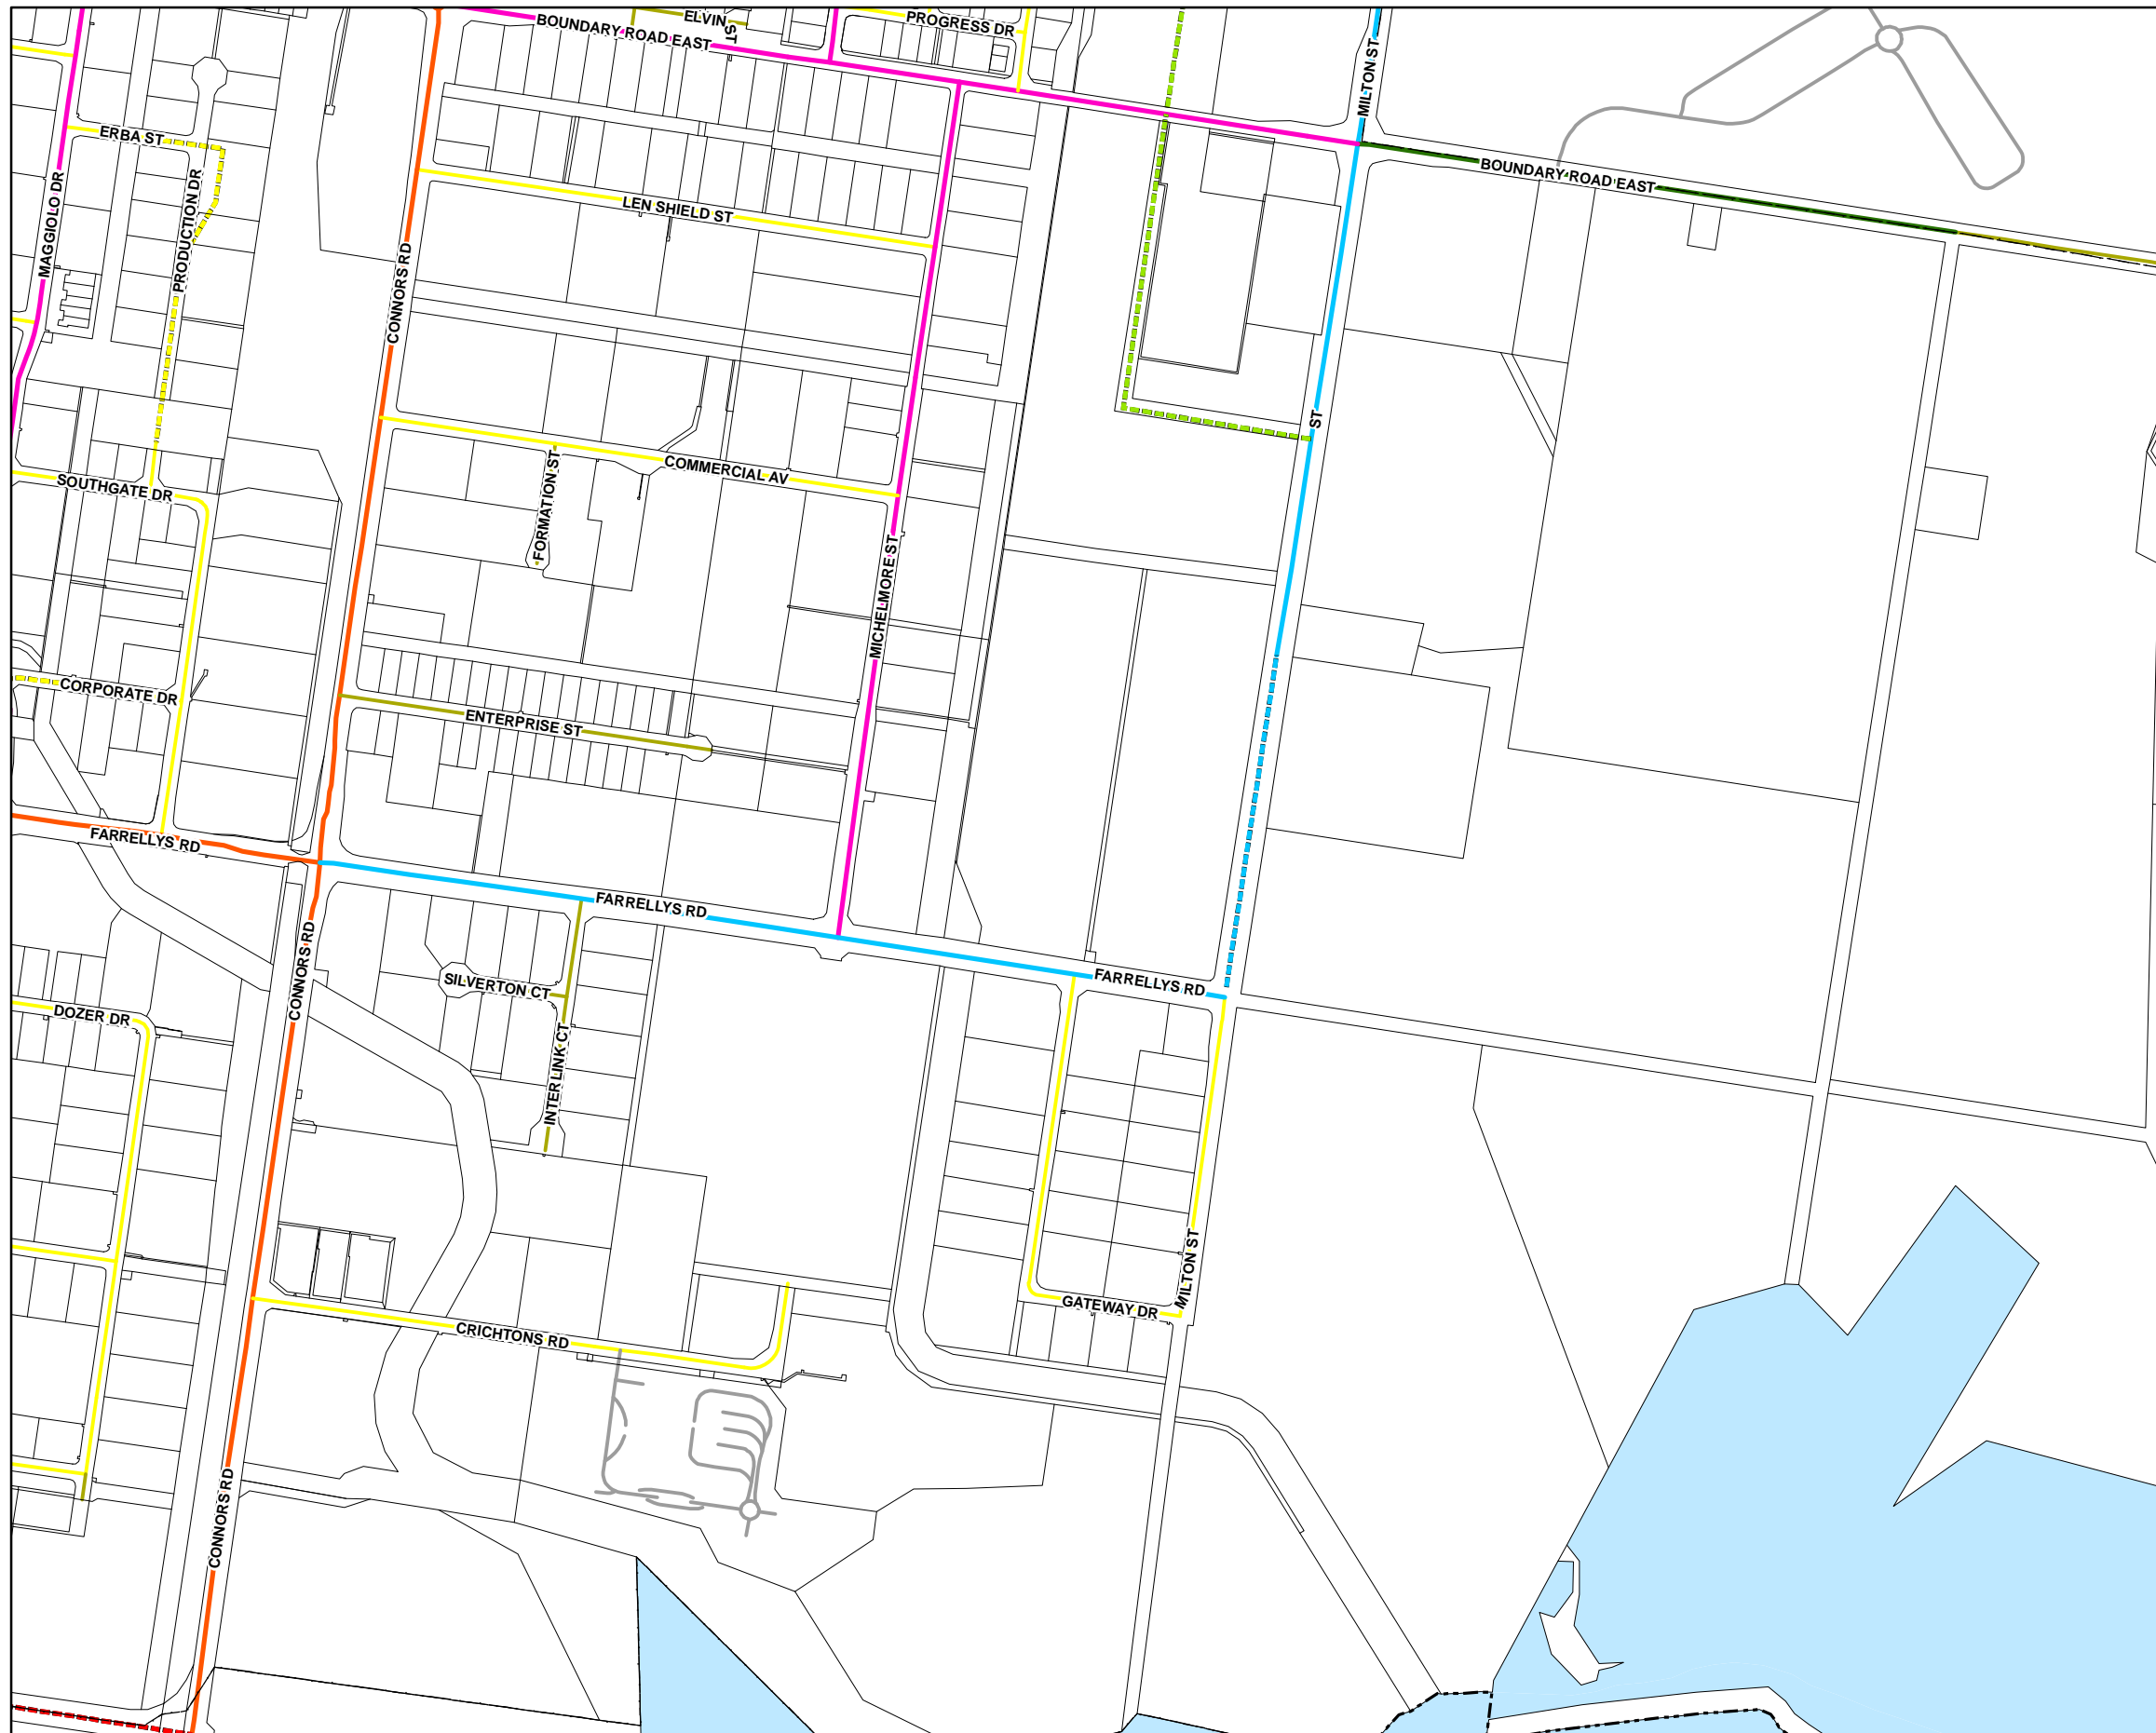 ELVIN ST
PROGRESS DR
BOUNDARY ROAD EAST
MILTON ST
ERBA ST
BOUNDARY ROAD EAST
MAGGIOLO DR
PRODUCTION DR
LEN SHIELD ST
CONNORS RD
ST
COMMERCIAL AV
SOUTHGATE DR
FORMATION ST
MICHELMORE ST
CORPORATE DR
ENTERPRISE ST
FARRELLYS RD
FARRELLYS RD
CONNORS RD
FARRELLYS RD
SILVERTON CT
DOZER DR
INTERLINK CT
MILTON ST
GATEWAY DR
CRICHTONS RD
CONNORS RD